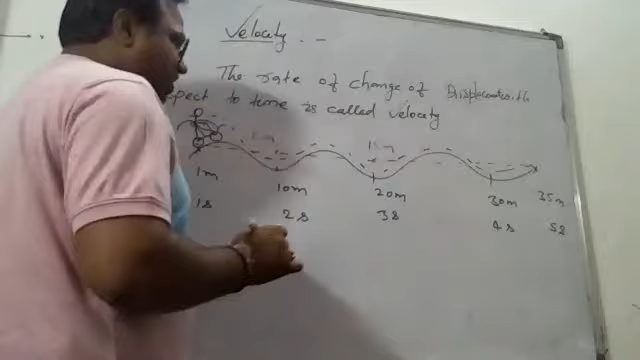 Velocity. -
The rate of change of Displacement with
spect to time is called velocity
1m 10m 20m 30m 35m
1s 2s 3s 4s 5s